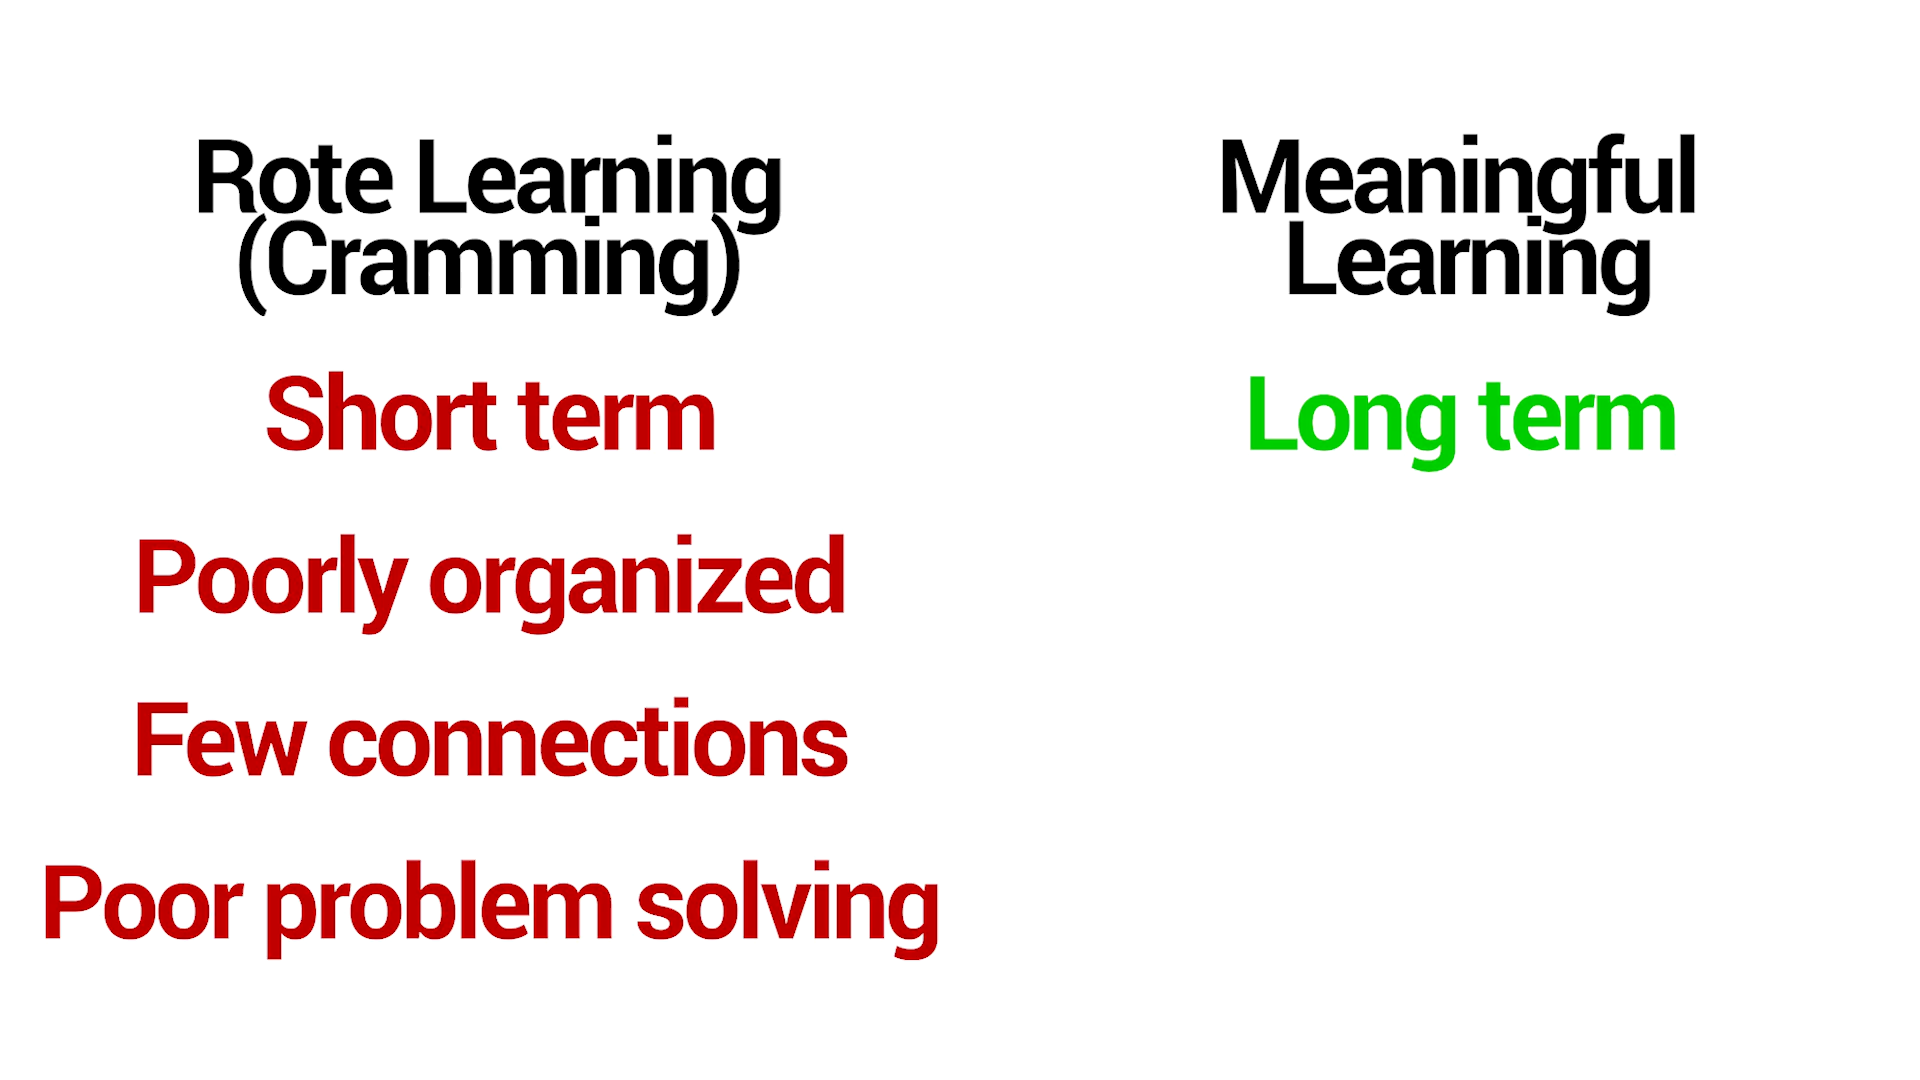 Rote Learning
(Cramming)
Short term
Poorly organized
Few connections
Poor problem solving
Meaningful
Learning
Long term